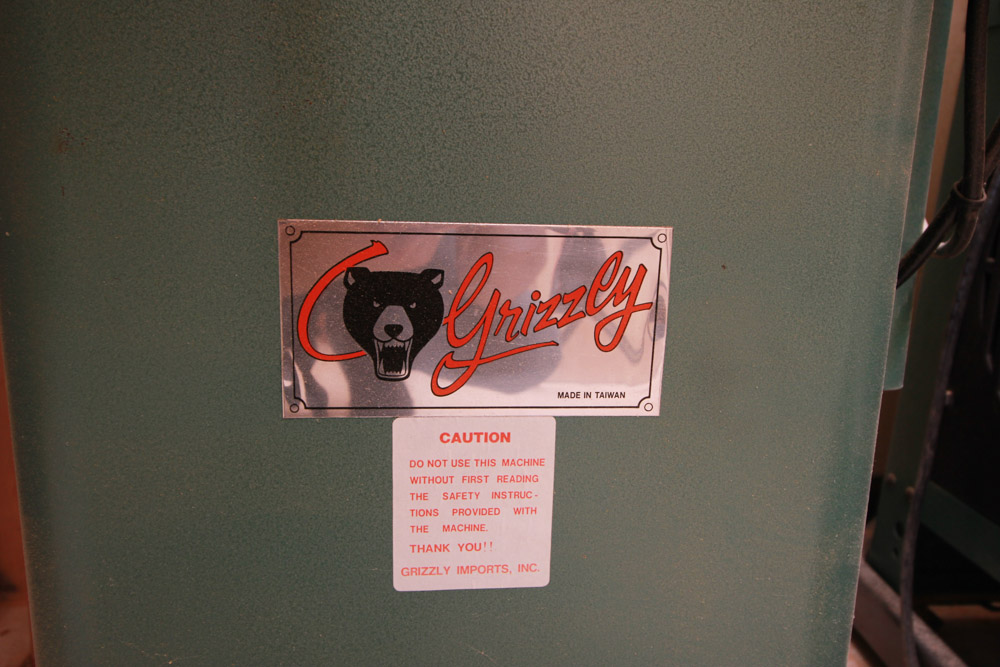 Grizzly
MADE IN TAIWAN
CAUTION
DO NOT USE THIS MACHINE
WITHOUT FIRST READING
THE SAFETY INSTRUC-
TIONS PROVIDED WITH
THE MACHINE.
THANK YOU!!
GRIZZLY IMPORTS, INC.